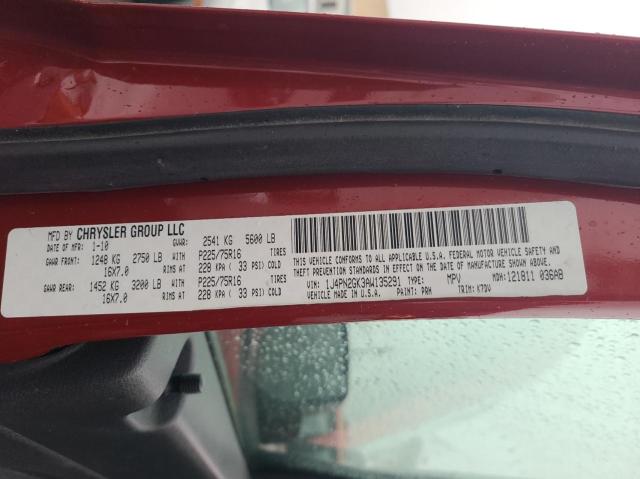 MFD BY CHRYSLER GROUP LLC
DATE OF MFR: 1-10 GVWR: 2541 KG 5600 LB
GAWR FRONT: 1248 KG 2750 LB P225/75R16 TIRES
16X7.0 RIMS AT 228 KPA ( 33 PSI) COLD
GAWR REAR: 1452 KG 3200 LB P225/75R16 TIRES
16X7.0 RIMS AT 228 KPA ( 33 PSI) COLD
THIS VEHICLE CONFORMS TO ALL APPLICABLE U.S.A. FEDERAL MOTOR VEHICLE SAFETY AND
THEFT PREVENTION STANDARDS IN EFFECT ON THE DATE OF MANUFACTURE SHOWN ABOVE.
VIN: 1J4PN2GK3AW135291 TYPE: MPV MDH: 121811 036AB
VEHICLE MADE IN U.S.A. PAINT: PRH TRIM: K7DV